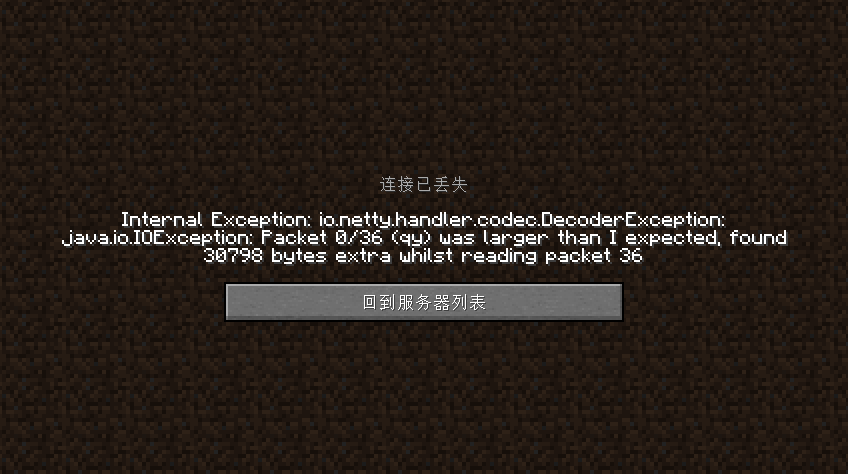 连接已丢失
Internal Exception: io.netty.handler.codec.DecoderException:
java.io.IOException: Packet 0/36 (qy) was larger than I expected, found
30798 bytes extra whilst reading packet 36
回到服务器列表